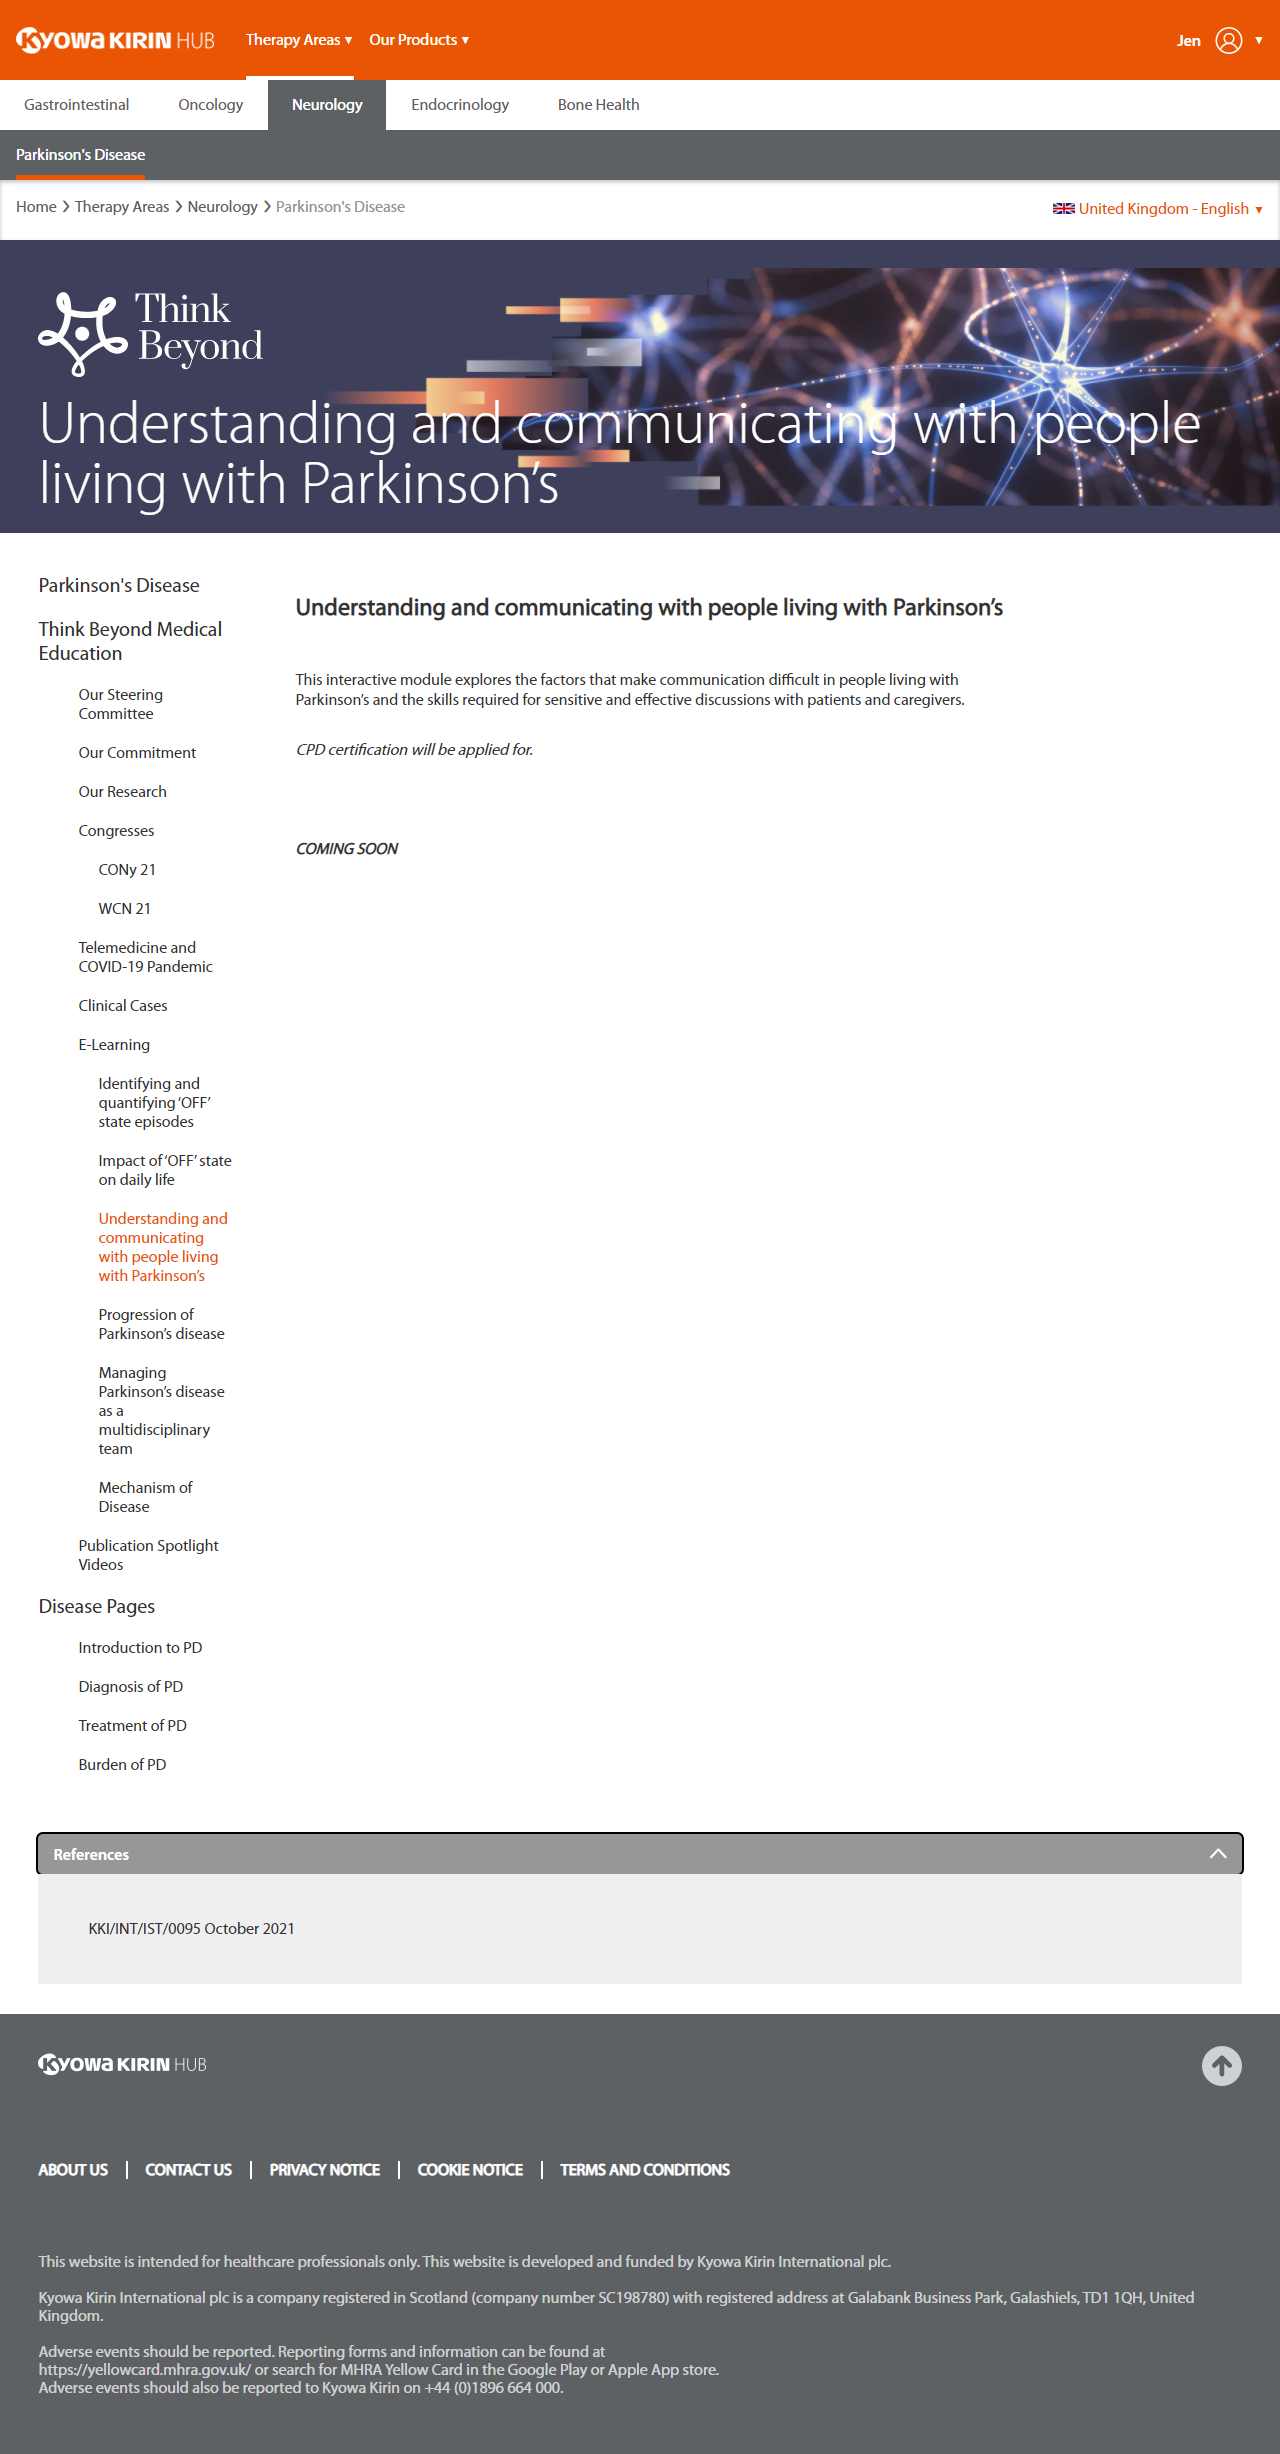 KYOWA KIRIN HUB
Therapy Areas ▼
Our Products ▼
Jen ▼
Gastrointestinal
Oncology
Neurology
Endocrinology
Bone Health
Parkinson's Disease
Home > Therapy Areas > Neurology > Parkinson's Disease
United Kingdom - English ▼
Think
Beyond
Understanding and communicating with people
living with Parkinson’s
Parkinson's Disease
Think Beyond Medical
Education
Our Steering
Committee
Our Commitment
Our Research
Congresses
CONy 21
WCN 21
Telemedicine and
COVID-19 Pandemic
Clinical Cases
E-Learning
Identifying and
quantifying ‘OFF’
state episodes
Impact of ‘OFF’ state
on daily life
Understanding and
communicating
with people living
with Parkinson’s
Progression of
Parkinson’s disease
Managing
Parkinson’s disease
as a
multidisciplinary
team
Mechanism of
Disease
Publication Spotlight
Videos
Disease Pages
Introduction to PD
Diagnosis of PD
Treatment of PD
Burden of PD
Understanding and communicating with people living with Parkinson’s
This interactive module explores the factors that make communication difficult in people living with
Parkinson’s and the skills required for sensitive and effective discussions with patients and caregivers.
CPD certification will be applied for.
COMING SOON
References
KKI/INT/IST/0095 October 2021
KYOWA KIRIN HUB
ABOUT US
CONTACT US
PRIVACY NOTICE
COOKIE NOTICE
TERMS AND CONDITIONS
This website is intended for healthcare professionals only. This website is developed and funded by Kyowa Kirin International plc.
Kyowa Kirin International plc is a company registered in Scotland (company number SC198780) with registered address at Galabank Business Park, Galashiels, TD1 1QH, United
Kingdom.
Adverse events should be reported. Reporting forms and information can be found at
https://yellowcard.mhra.gov.uk/ or search for MHRA Yellow Card in the Google Play or Apple App store.
Adverse events should also be reported to Kyowa Kirin on +44 (0)1896 664 000.